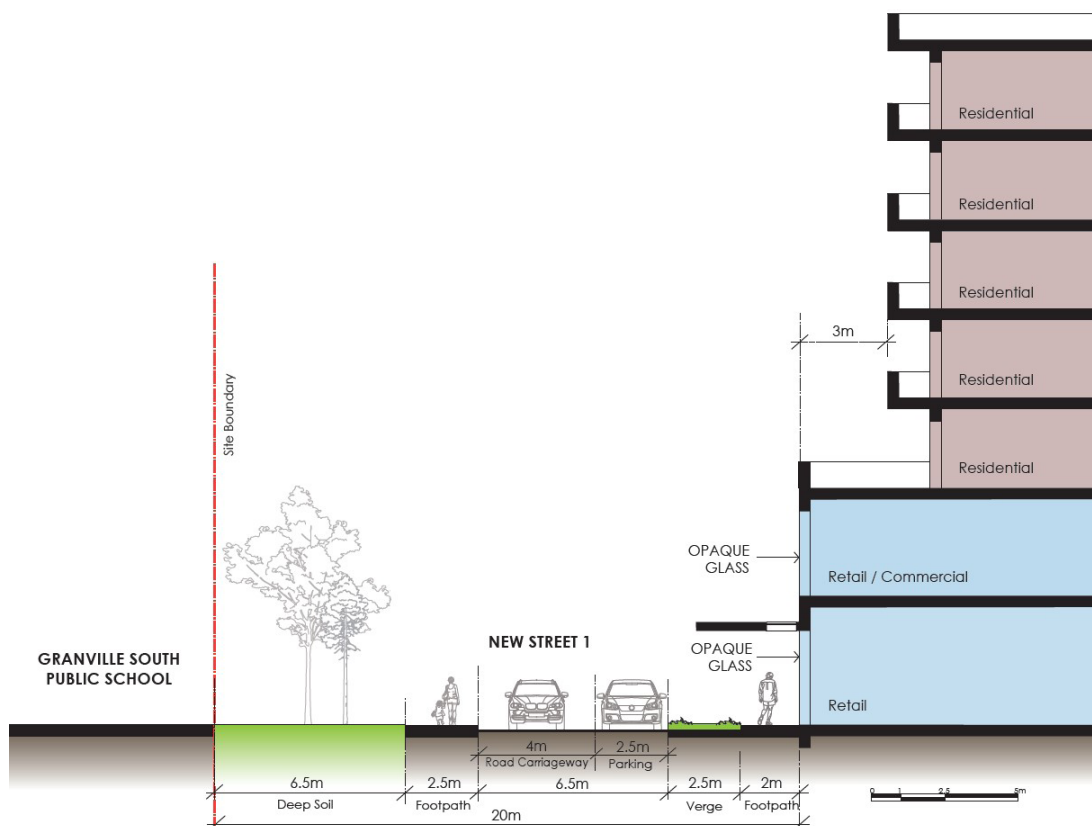 Residential
Residential
Residential
3m
Residential
Site Boundary
Residential
OPAQUE
GLASS
Retail / Commercial
NEW STREET 1
OPAQUE
GLASS
GRANVILLE SOUTH
PUBLIC SCHOOL
Retail
4m
2.5m
Road Carriageway
Parking
6.5m
2.5m
6.5m
2.5m
2m
Deep Soil
Footpath
Verge
Footpath
20m
0 1 2.5 5m